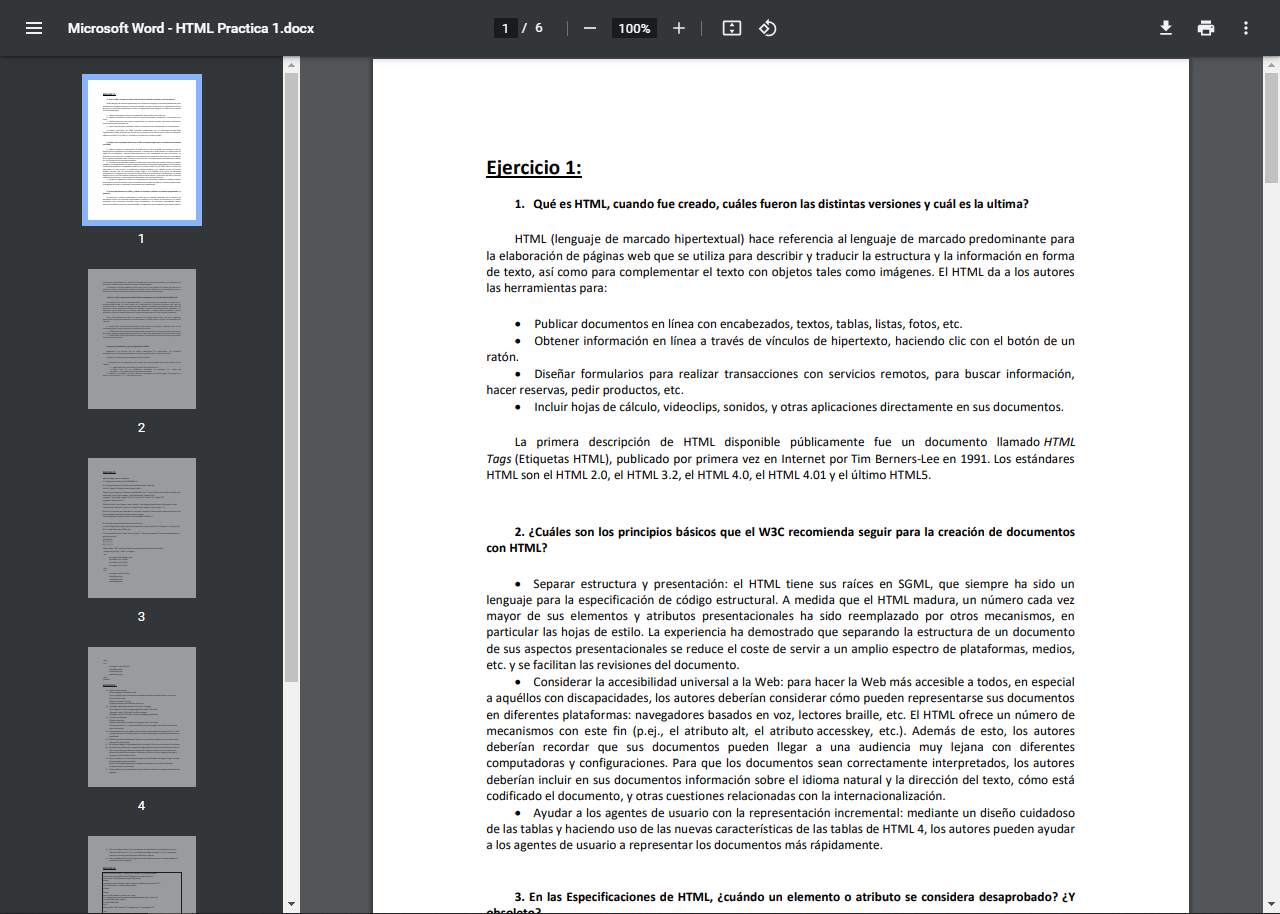 Microsoft Word - HTML Practica 1.docx
1 / 6
100%
1
2
3
4
Ejercicio 1:
1. Qué es HTML, cuando fue creado, cuáles fueron las distintas versiones y cuál es la ultima?
HTML (lenguaje de marcado hipertextual) hace referencia al lenguaje de marcado predominante para
la elaboración de páginas web que se utiliza para describir y traducir la estructura y la información en forma
de texto, así como para complementar el texto con objetos tales como imágenes. El HTML da a los autores
las herramientas para:
• Publicar documentos en línea con encabezados, textos, tablas, listas, fotos, etc.
• Obtener información en línea a través de vínculos de hipertexto, haciendo clic con el botón de un
ratón.
• Diseñar formularios para realizar transacciones con servicios remotos, para buscar información,
hacer reservas, pedir productos, etc.
• Incluir hojas de cálculo, videoclips, sonidos, y otras aplicaciones directamente en sus documentos.
La primera descripción de HTML disponible públicamente fue un documento llamado HTML
Tags (Etiquetas HTML), publicado por primera vez en Internet por Tim Berners-Lee en 1991. Los estándares
HTML son el HTML 2.0, el HTML 3.2, el HTML 4.0, el HTML 4.01 y el último HTML5.
2. ¿Cuáles son los principios básicos que el W3C recomienda seguir para la creación de documentos
con HTML?
• Separar estructura y presentación: el HTML tiene sus raíces en SGML, que siempre ha sido un
lenguaje para la especificación de código estructural. A medida que el HTML madura, un número cada vez
mayor de sus elementos y atributos presentacionales ha sido reemplazado por otros mecanismos, en
particular las hojas de estilo. La experiencia ha demostrado que separando la estructura de un documento
de sus aspectos presentacionales se reduce el coste de servir a un amplio espectro de plataformas, medios,
etc. y se facilitan las revisiones del documento.
• Considerar la accesibilidad universal a la Web: para hacer la Web más accesible a todos, en especial
a aquéllos con discapacidades, los autores deberían considerar cómo pueden representarse sus documentos
en diferentes plataformas: navegadores basados en voz, lectores braille, etc. El HTML ofrece un número de
mecanismos con este fin (p.ej., el atributo alt, el atributo accesskey, etc.). Además de esto, los autores
deberían recordar que sus documentos pueden llegar a una audiencia muy lejana con diferentes
computadoras y configuraciones. Para que los documentos sean correctamente interpretados, los autores
deberían incluir en sus documentos información sobre el idioma natural y la dirección del texto, cómo está
codificado el documento, y otras cuestiones relacionadas con la internacionalización.
• Ayudar a los agentes de usuario con la representación incremental: mediante un diseño cuidadoso
de las tablas y haciendo uso de las nuevas características de las tablas de HTML 4, los autores pueden ayudar
a los agentes de usuario a representar los documentos más rápidamente.
3. En las Especificaciones de HTML, ¿cuándo un elemento o atributo se considera desaprobado? ¿Y
obsoleto?